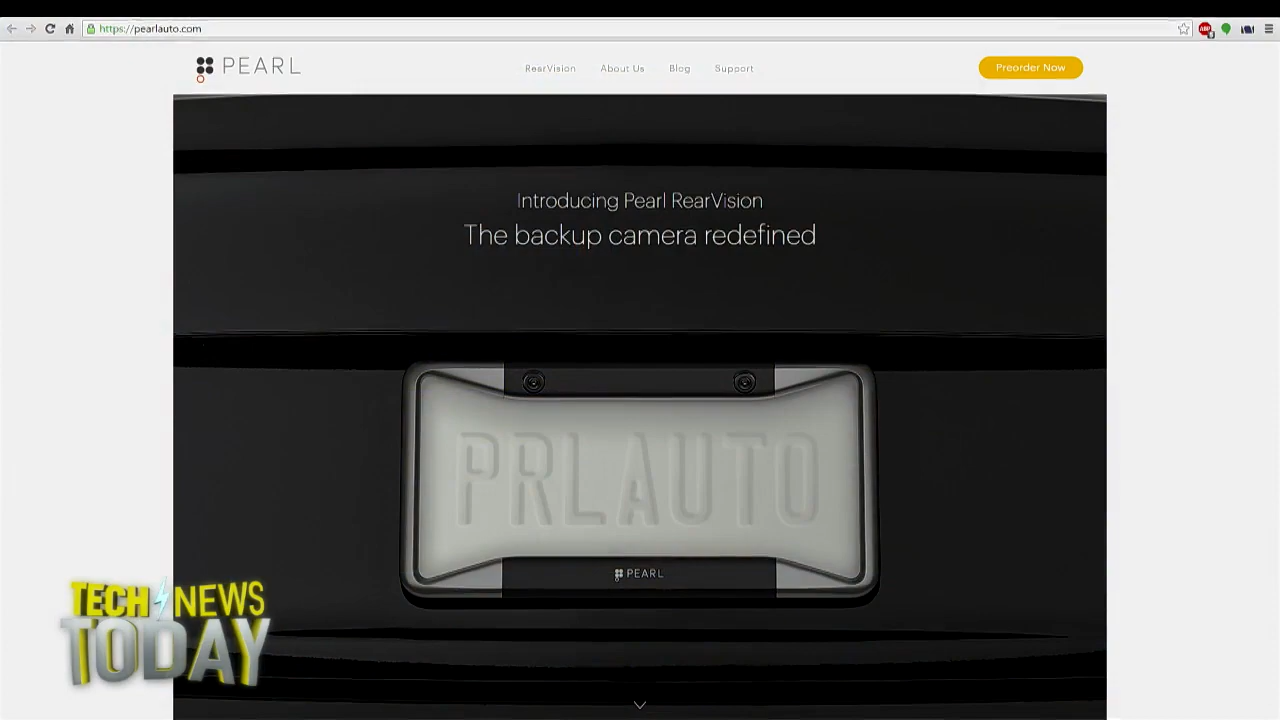 https://pearlauto.com
ABP
PEARL
RearVision
About Us
Blog
Support
Preorder Now
Introducing Pearl RearVision
The backup camera redefined
PRLAUTO
PEARL
TECH NEWS
TODAY